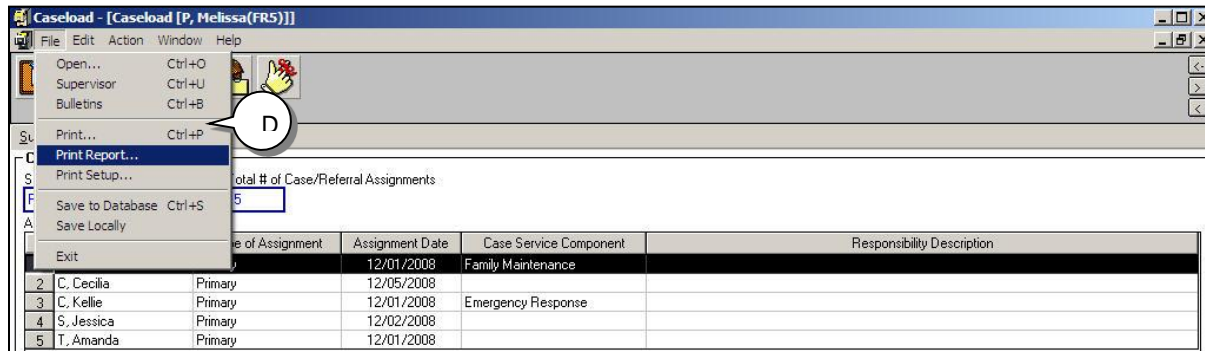 Caseload - [Caseload [P, Melissa(FR5)]]
File Edit Action Window Help
Open... Ctrl+O
Supervisor Ctrl+U
Bulletins Ctrl+B
Print... Ctrl+P
D
Print Report...
Print Setup...
otal # of Case/Referral Assignments
5
Save to Database Ctrl+S
Save Locally
Exit
e of Assignment Assignment Date Case Service Component Responsibility Description
12/01/2008 Family Maintenance
2 C, Cecilia Primary 12/05/2008
3 C, Kellie Primary 12/01/2008 Emergency Response
4 S, Jessica Primary 12/02/2008
5 T, Amanda Primary 12/01/2008